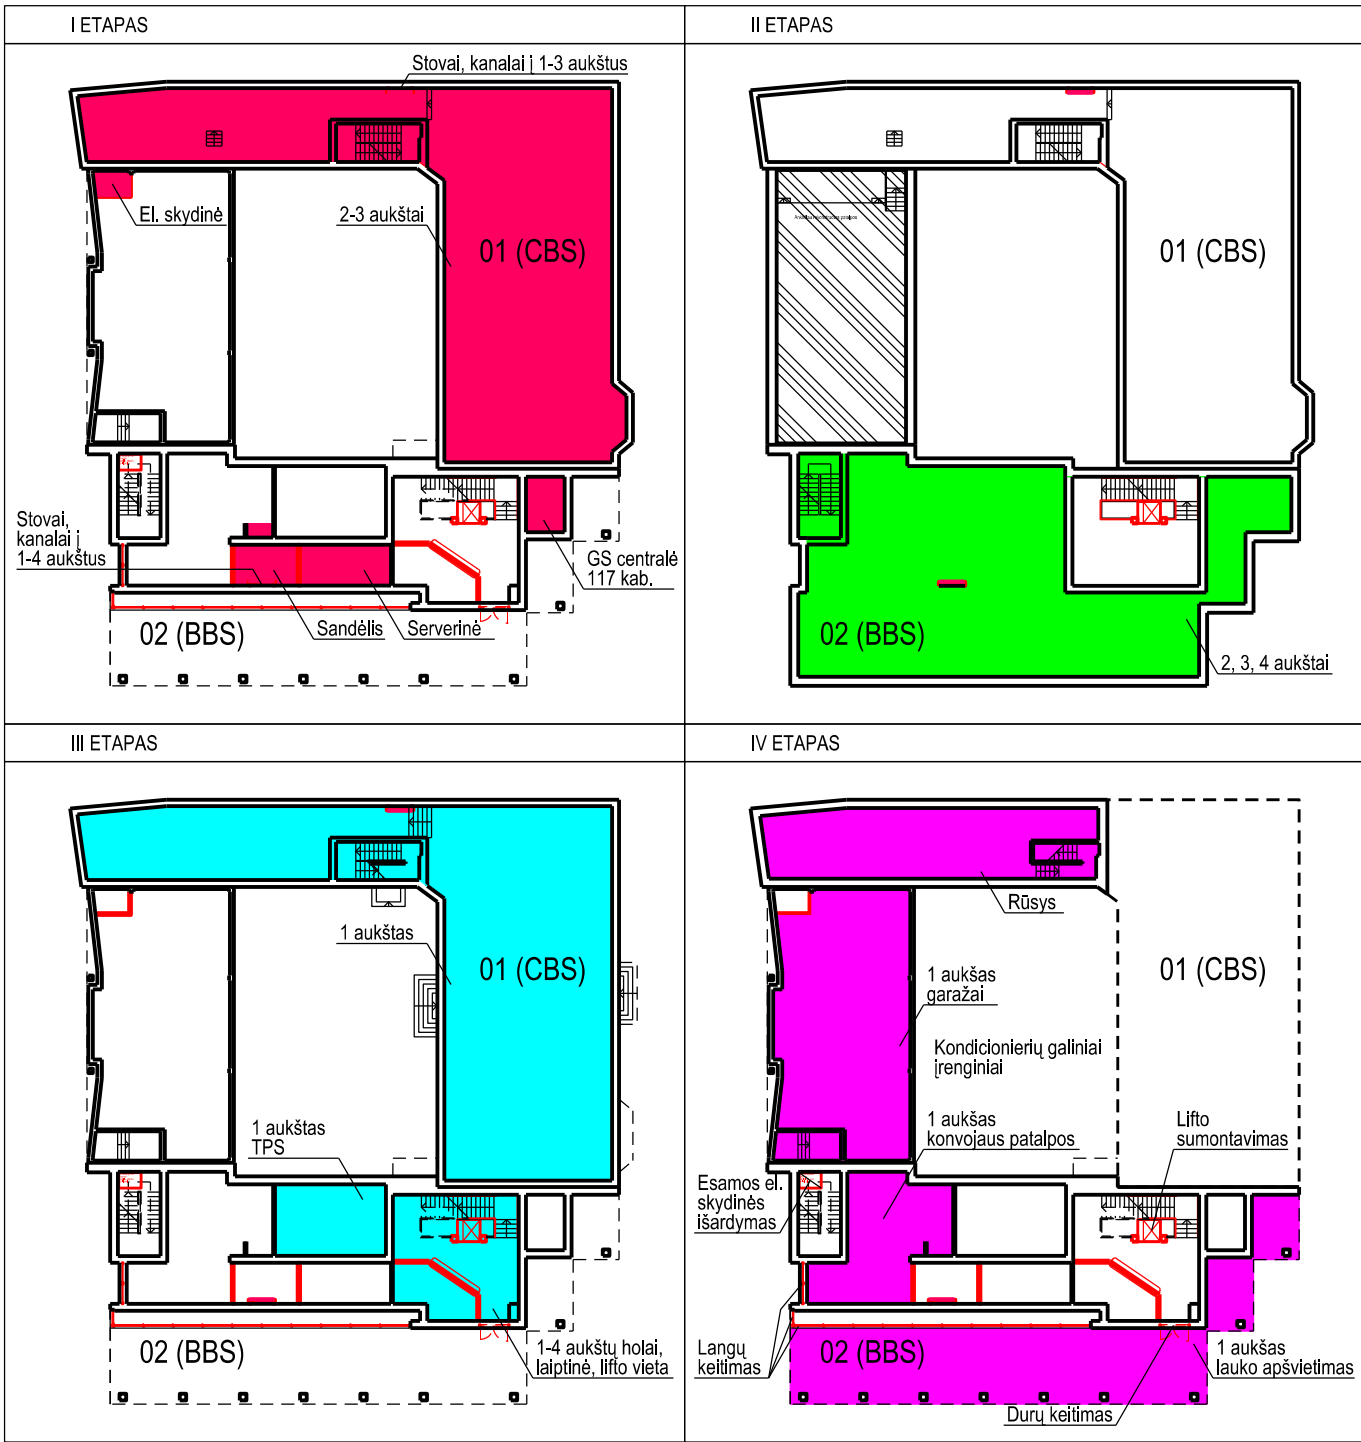 I ETAPAS
Stovai, kanalai į 1-3 aukštus
El. skydinė
2-3 aukštai
01 (CBS)
Stovai,
kanalai į
1-4 aukštus
GS centralė
117 kab.
Sandėlis
Serverinė
02 (BBS)
II ETAPAS
01 (CBS)
02 (BBS)
2, 3, 4 aukštai
III ETAPAS
1 aukštas
01 (CBS)
1 aukštas
TPS
02 (BBS)
1-4 aukštų holai,
laiptinė, lifto vieta
IV ETAPAS
Rūsys
01 (CBS)
1 aukšas
garažai
Kondicionierių galiniai
įrenginiai
1 aukšas
konvojaus patalpos
Lifto
sumontavimas
Esamos el.
skydinės
išardymas
Langų
keitimas
02 (BBS)
1 aukšas
lauko apšvietimas
Durų keitimas